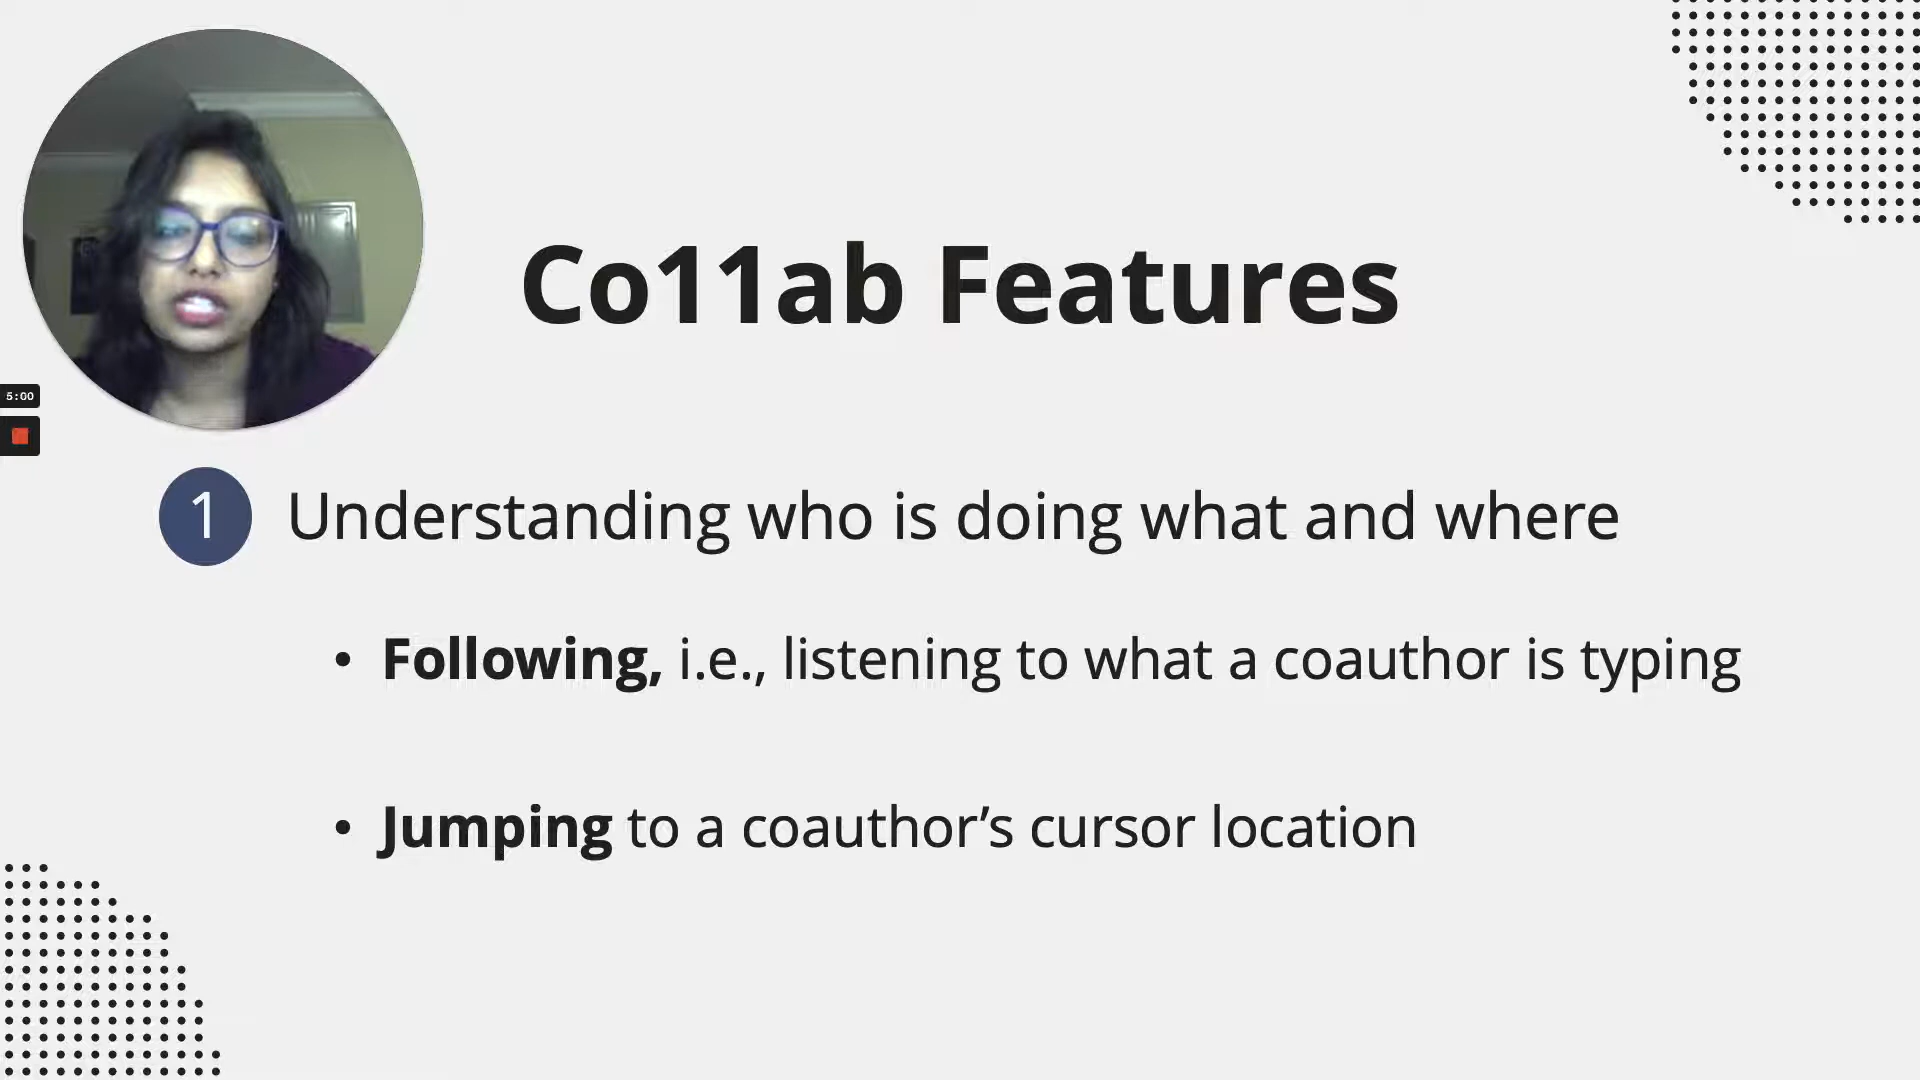 Co11ab Features
5:00
1 Understanding who is doing what and where
• Following, i.e., listening to what a coauthor is typing
• Jumping to a coauthor’s cursor location